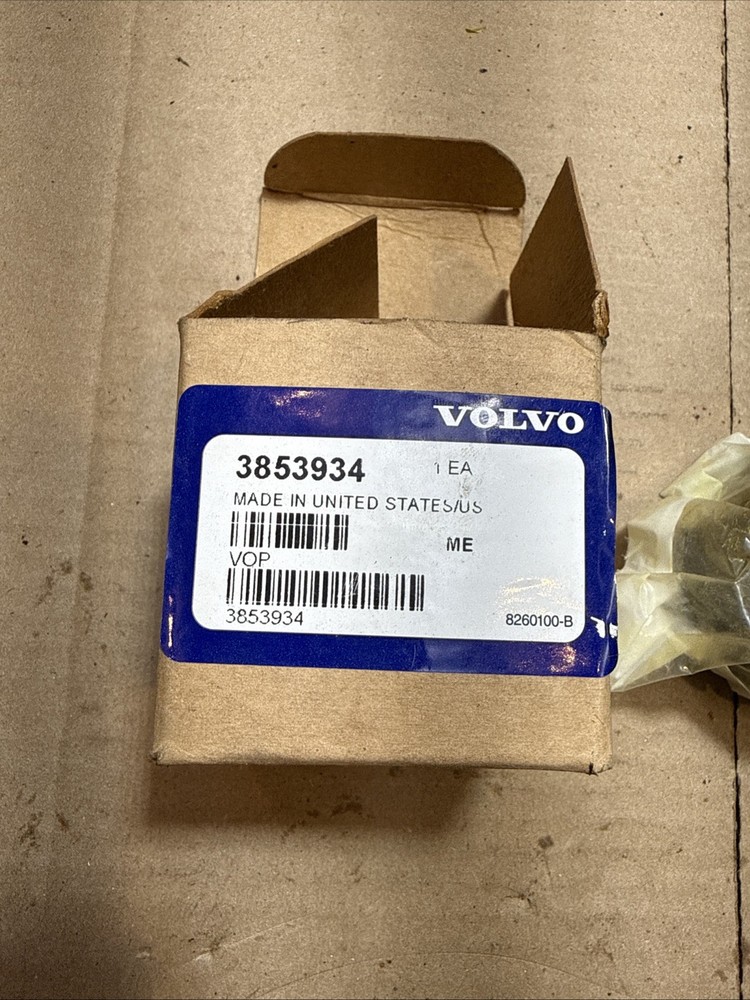 VOLVO
3853934 1 EA
MADE IN UNITED STATES/US
ME
VOP
3853934
8260100-B